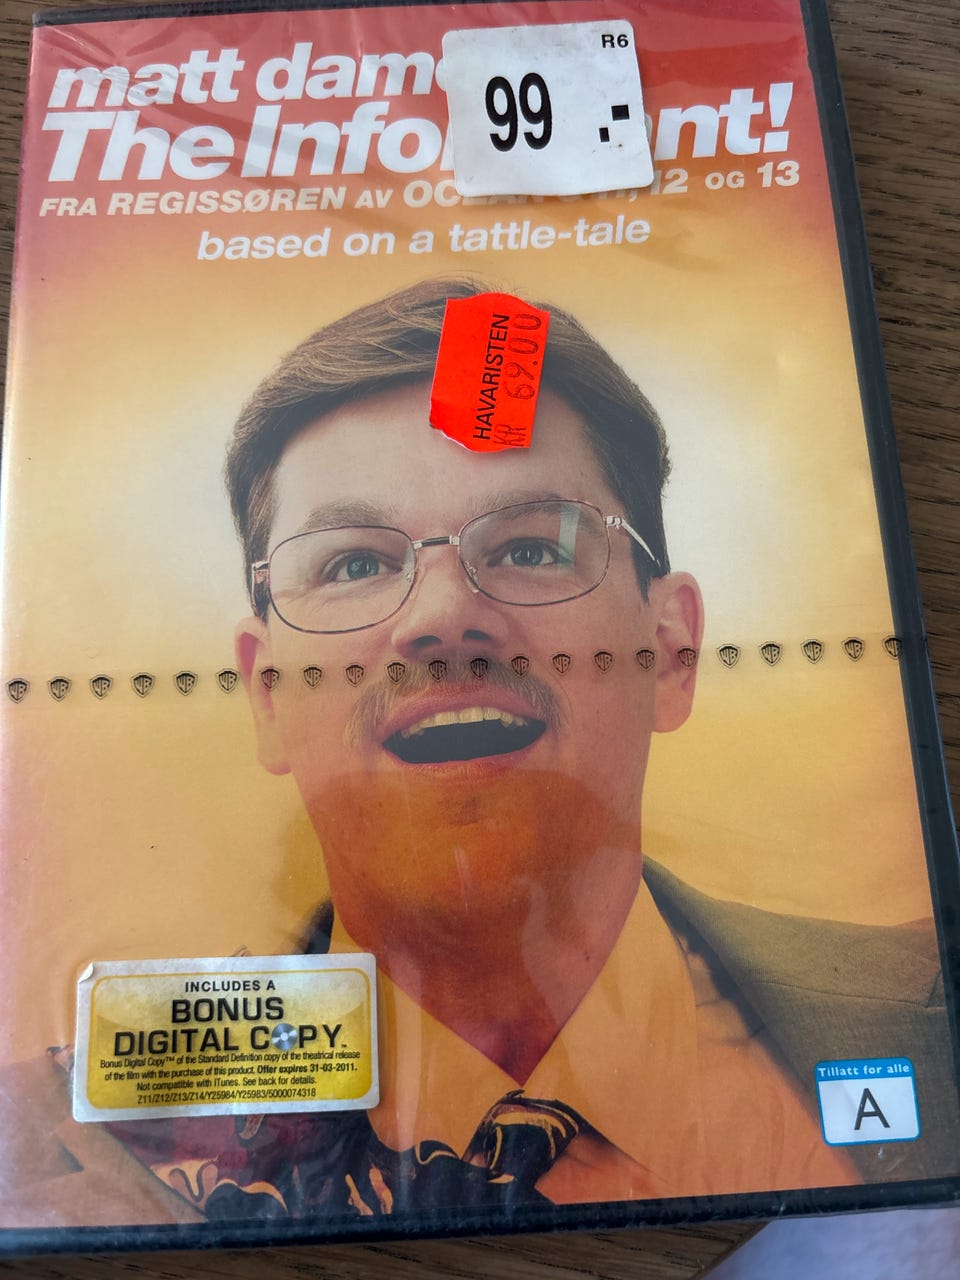 matt dam
R6
99 .-
The Info nt!
FRA REGISSØREN AV 12 OG 13
based on a tattle-tale
HAVARISTEN
KR 69.00
INCLUDES A
BONUS
DIGITAL COPY™
Bonus Digital Copy™ of the Standard Definition copy of the theatrical release
of the film with the purchase of this product. Offer expires 31-03-2011.
Not compatible with iTunes. See back for details.
Z11/Z12/Z13/Z14/Y25984/Y25983/5000074318
Tillatt for alle
A